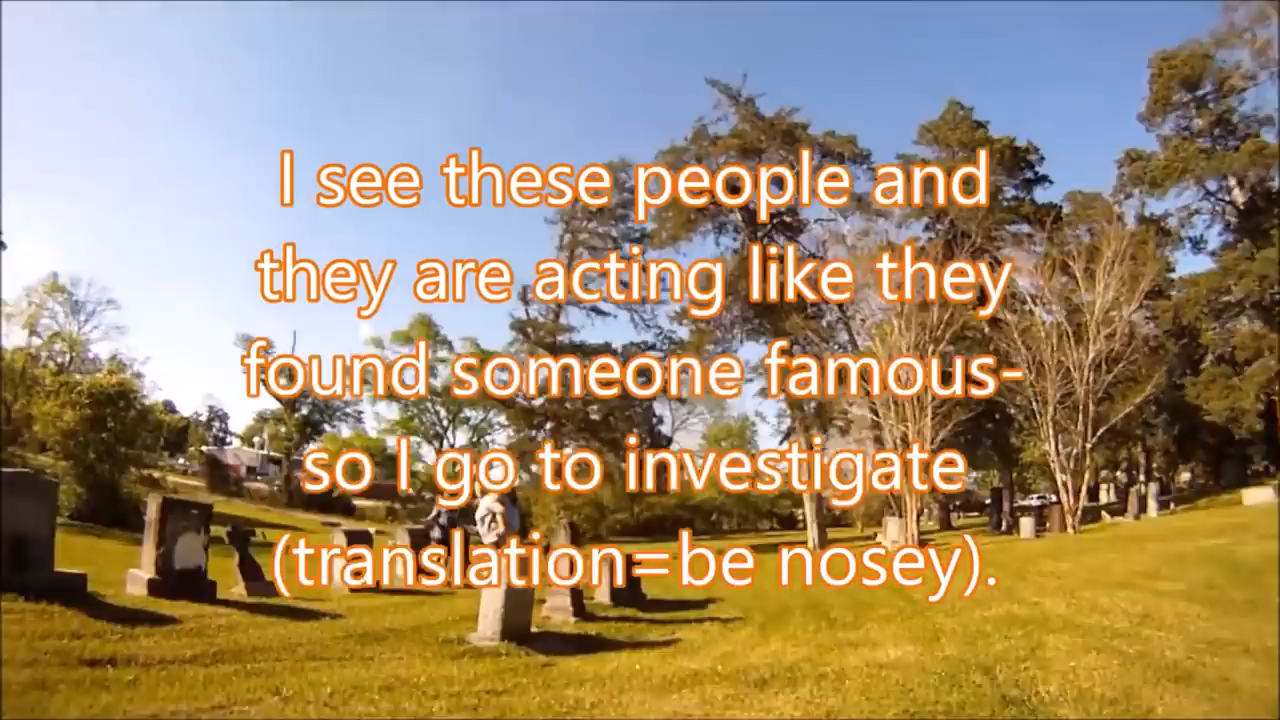 I see these people and
they are acting like they
found someone famous-
so I go to investigate
(translation=be nosey).